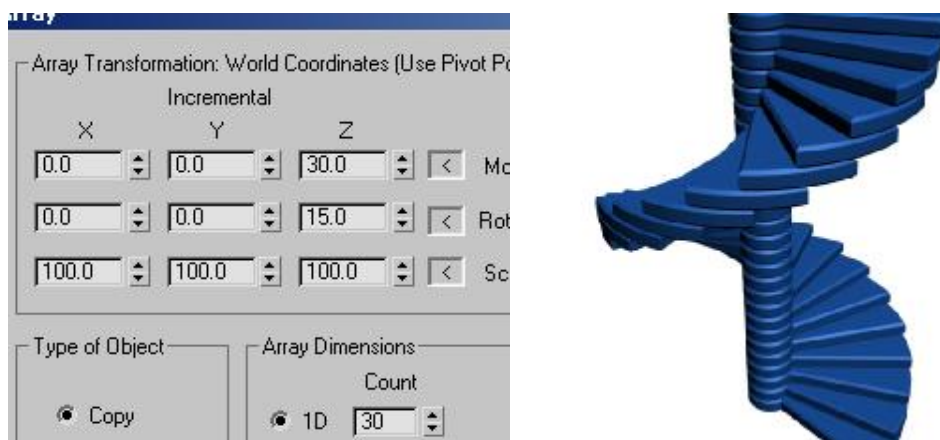 Array
Array Transformation: World Coordinates (Use Pivot Po
Incremental
X Y Z
0.0 0.0 30.0 < Mo
0.0 0.0 15.0 < Rot
100.0 100.0 100.0 < Sc
Type of Object Array Dimensions
Count
Copy 1D 30